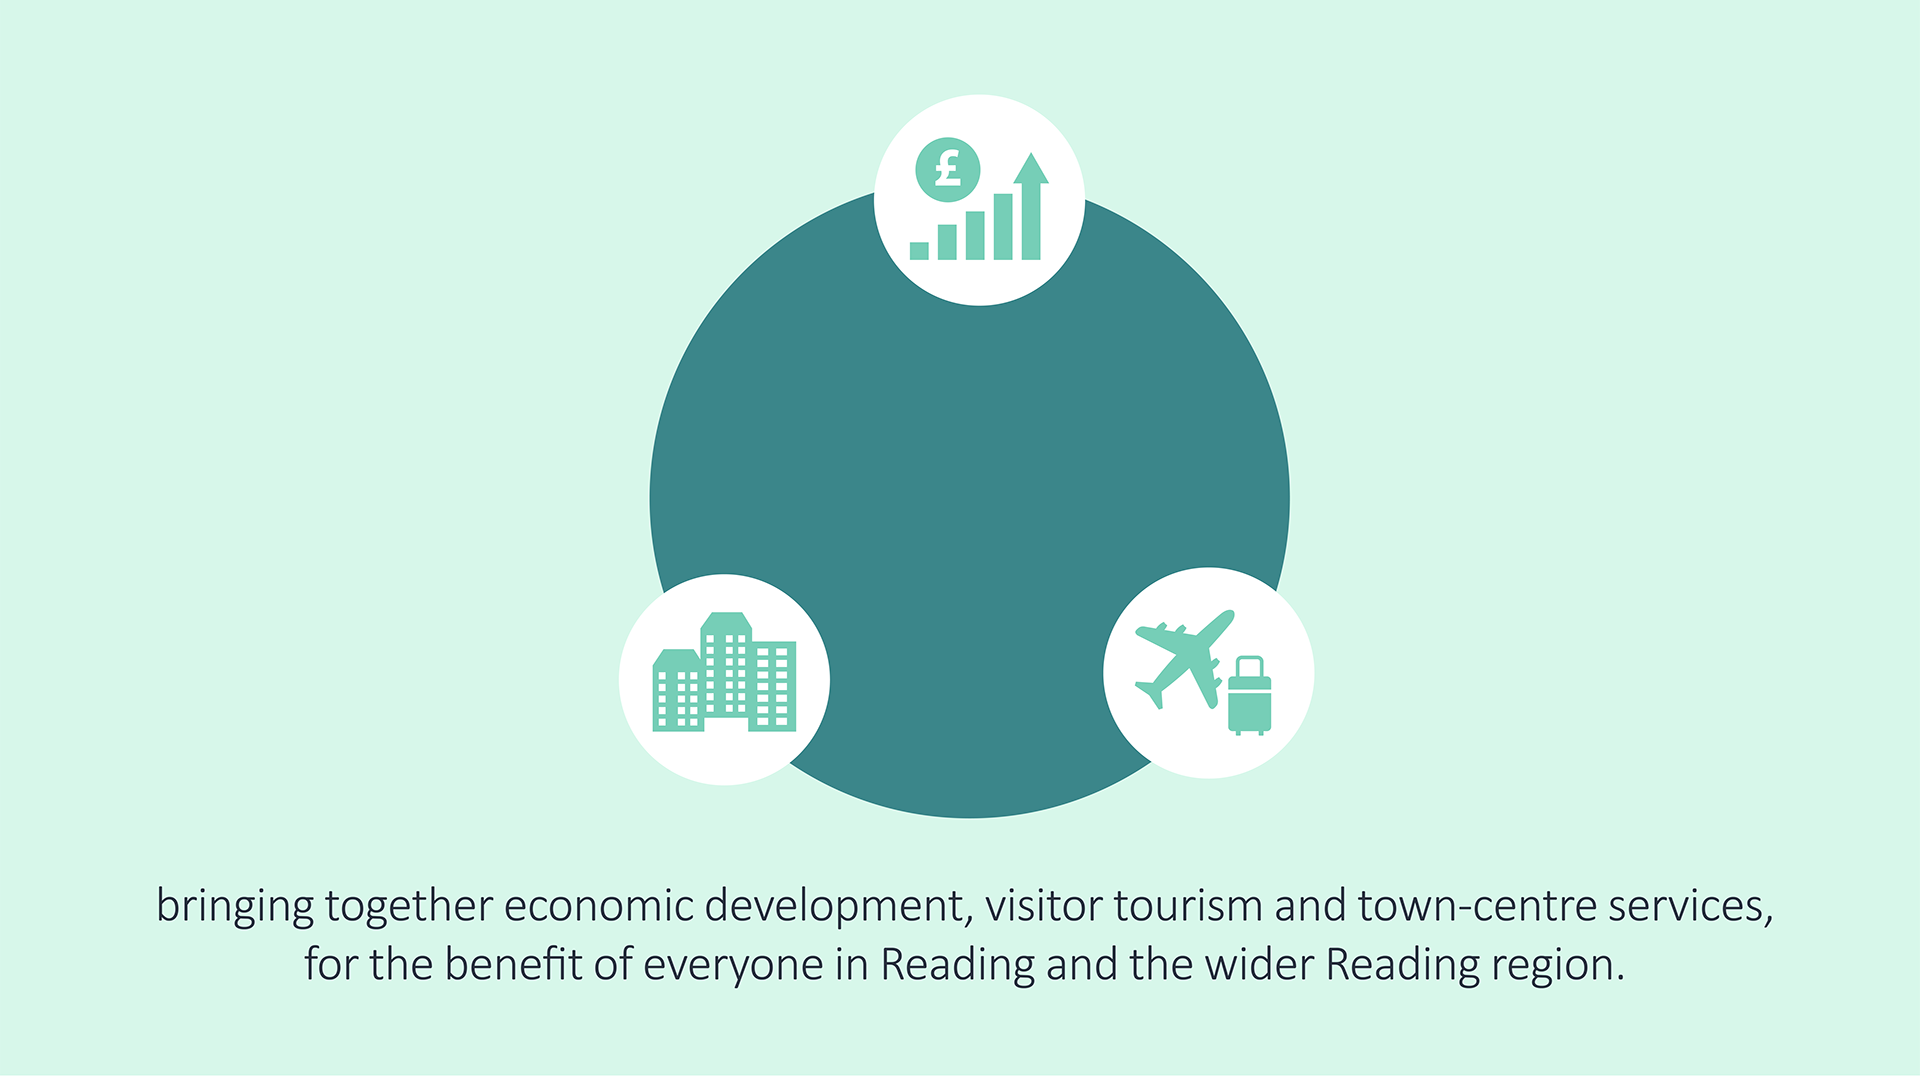 £
bringing together economic development, visitor tourism and town-centre services,
for the benefit of everyone in Reading and the wider Reading region.